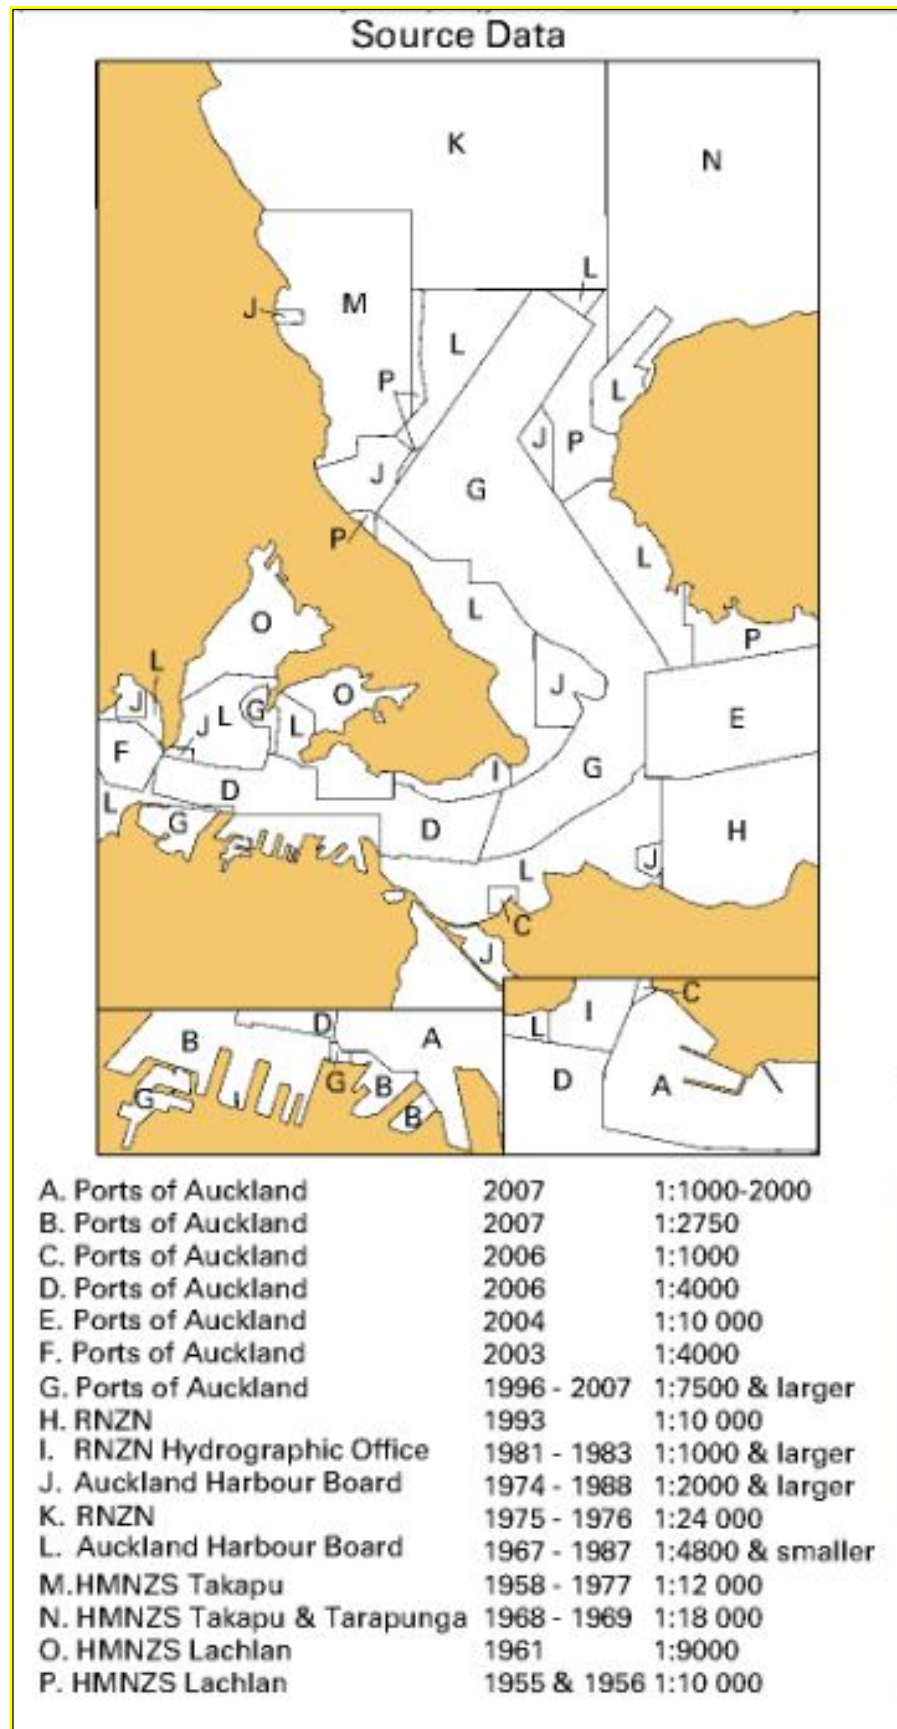 Source Data
K
N
L
J
M
L
P
L
J
P
J
G
P
L
O
L
P
L
J
O
J
E
J
L
G
L
F
I
G
D
L
G
D
H
L
J
C
J
C
D
A
I
B
L
G
B
D
A
G
I
B
A. Ports of Auckland 2007 1:1000-2000
B. Ports of Auckland 2007 1:2750
C. Ports of Auckland 2006 1:1000
D. Ports of Auckland 2006 1:4000
E. Ports of Auckland 2004 1:10 000
F. Ports of Auckland 2003 1:4000
G. Ports of Auckland 1996 - 2007 1:7500 & larger
H. RNZN 1993 1:10 000
I. RNZN Hydrographic Office 1981 - 1983 1:1000 & larger
J. Auckland Harbour Board 1974 - 1988 1:2000 & larger
K. RNZN 1975 - 1976 1:24 000
L. Auckland Harbour Board 1967 - 1987 1:4800 & smaller
M.HMNZS Takapu 1958 - 1977 1:12 000
N. HMNZS Takapu & Tarapunga 1968 - 1969 1:18 000
O. HMNZS Lachlan 1961 1:9000
P. HMNZS Lachlan 1955 & 1956 1:10 000